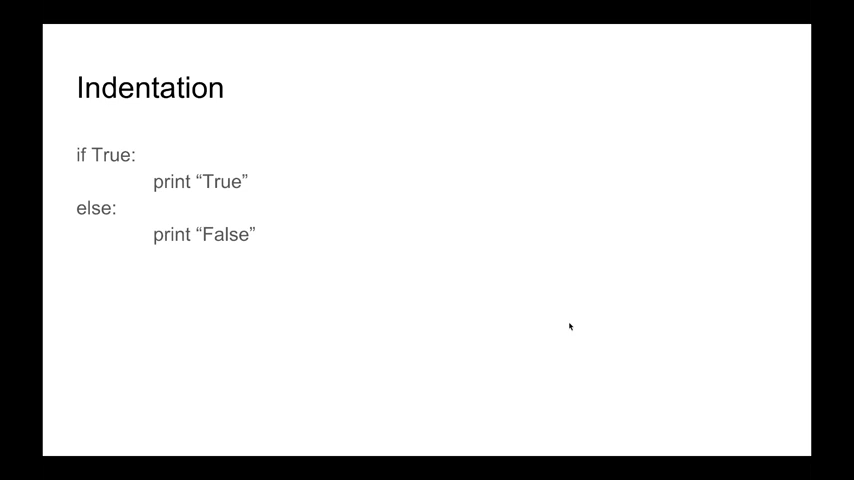 Indentation
if True:
print “True”
else:
print “False”